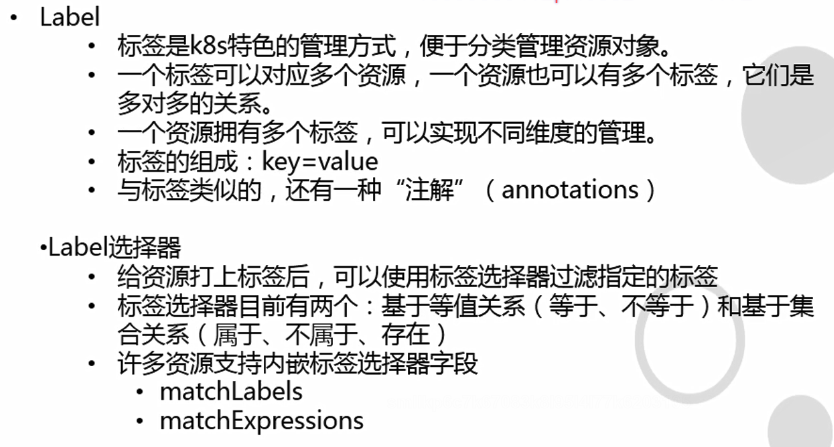 • Label
• 标签是k8s特色的管理方式，便于分类管理资源对象。
• 一个标签可以对应多个资源，一个资源也可以有多个标签，它们是
多对多的关系。
• 一个资源拥有多个标签，可以实现不同维度的管理。
• 标签的组成：key=value
• 与标签类似的，还有一种“注解”（annotations）
•Label选择器
• 给资源打上标签后，可以使用标签选择器过滤指定的标签
• 标签选择器目前有两个：基于等值关系（等于、不等于）和基于集
合关系（属于、不属于、存在）
• 许多资源支持内嵌标签选择器字段
• matchLabels
• matchExpressions